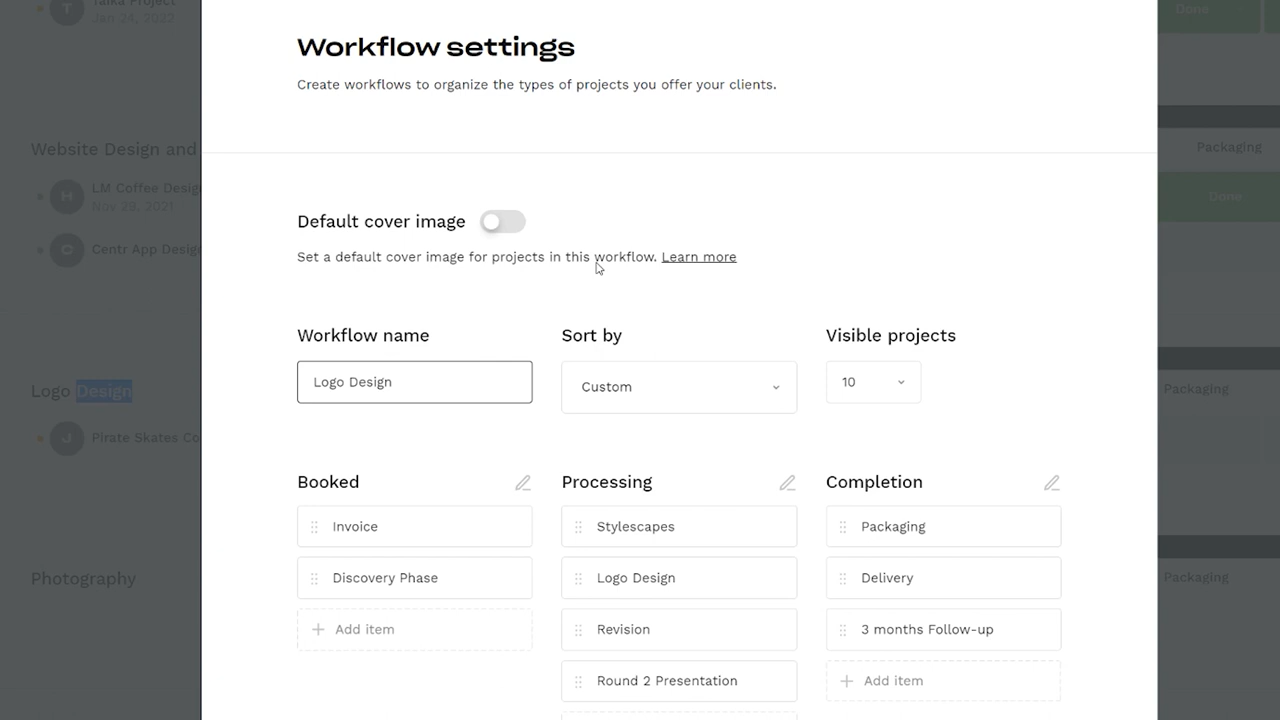 Talka Project
T
Jan 24, 2022
Done
Workflow settings
Create workflows to organize the types of projects you offer your clients.
Website Design and
Packaging
H
LM Coffee Desig
Nov 29, 2021
Done
C
Centr App Desig
Default cover image
Set a default cover image for projects in this workflow. Learn more
Workflow name
Sort by
Visible projects
Logo Design
Custom
10
Logo Design
Packaging
J
Pirate Skates Co
Booked
Processing
Completion
Invoice
Stylescapes
Packaging
Discovery Phase
Logo Design
Delivery
Photography
Packaging
Add item
Revision
3 months Follow-up
Round 2 Presentation
Add item